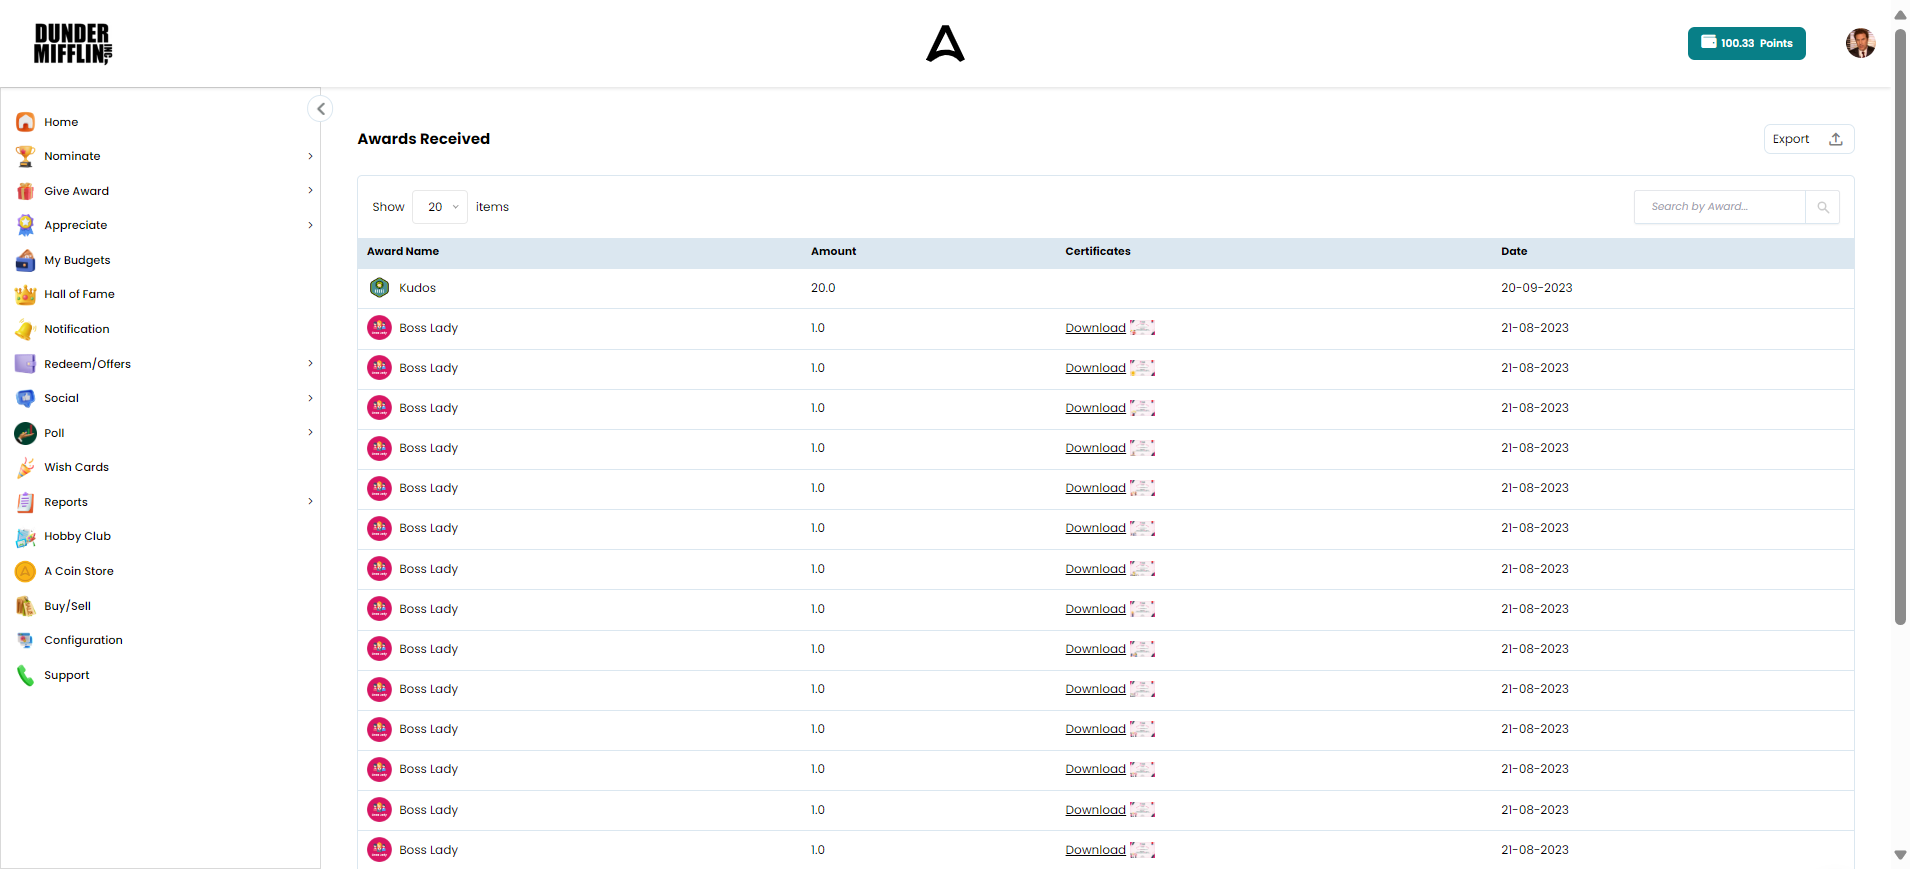 DUNDER
MIFFLIN, INC
100.33 Points
Home
Nominate
Give Award
Appreciate
My Budgets
Hall of Fame
Notification
Redeem/Offers
Social
Poll
Wish Cards
Reports
Hobby Club
A Coin Store
Buy/Sell
Configuration
Support
Awards Received
Export
Show 20 items
Search by Award...
Award Name Amount Certificates Date
Kudos 20.0 20-09-2023
Boss Lady 1.0 Download 21-08-2023
Boss Lady 1.0 Download 21-08-2023
Boss Lady 1.0 Download 21-08-2023
Boss Lady 1.0 Download 21-08-2023
Boss Lady 1.0 Download 21-08-2023
Boss Lady 1.0 Download 21-08-2023
Boss Lady 1.0 Download 21-08-2023
Boss Lady 1.0 Download 21-08-2023
Boss Lady 1.0 Download 21-08-2023
Boss Lady 1.0 Download 21-08-2023
Boss Lady 1.0 Download 21-08-2023
Boss Lady 1.0 Download 21-08-2023
Boss Lady 1.0 Download 21-08-2023
Boss Lady 1.0 Download 21-08-2023